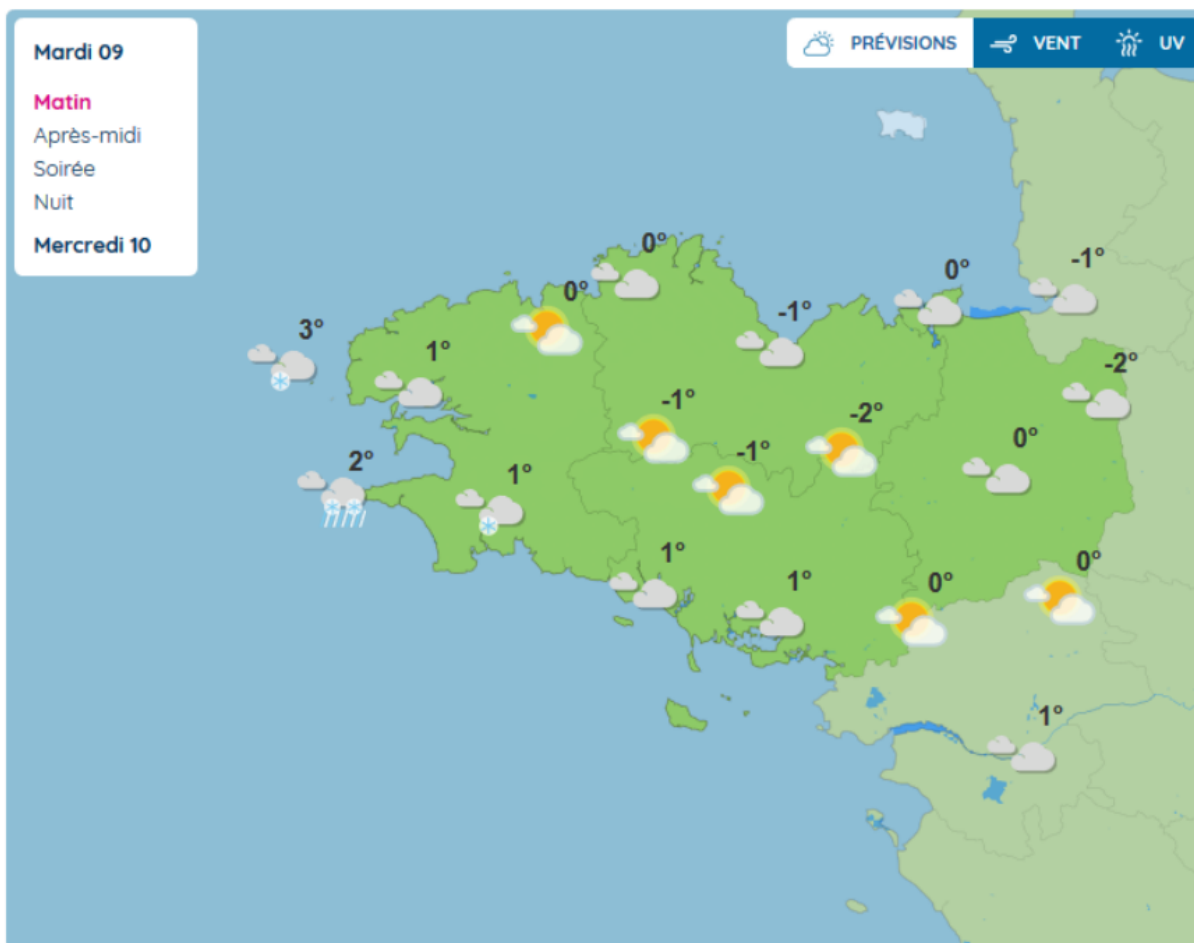 Mardi 09
Matin
Après-midi
Soirée
Nuit
Mercredi 10
PRÉVISIONS
VENT
UV
0°
0°
-1°
0°
-1°
3°
1°
-1°
-2°
-2°
0°
2°
1°
-1°
1°
1°
0°
0°
1°